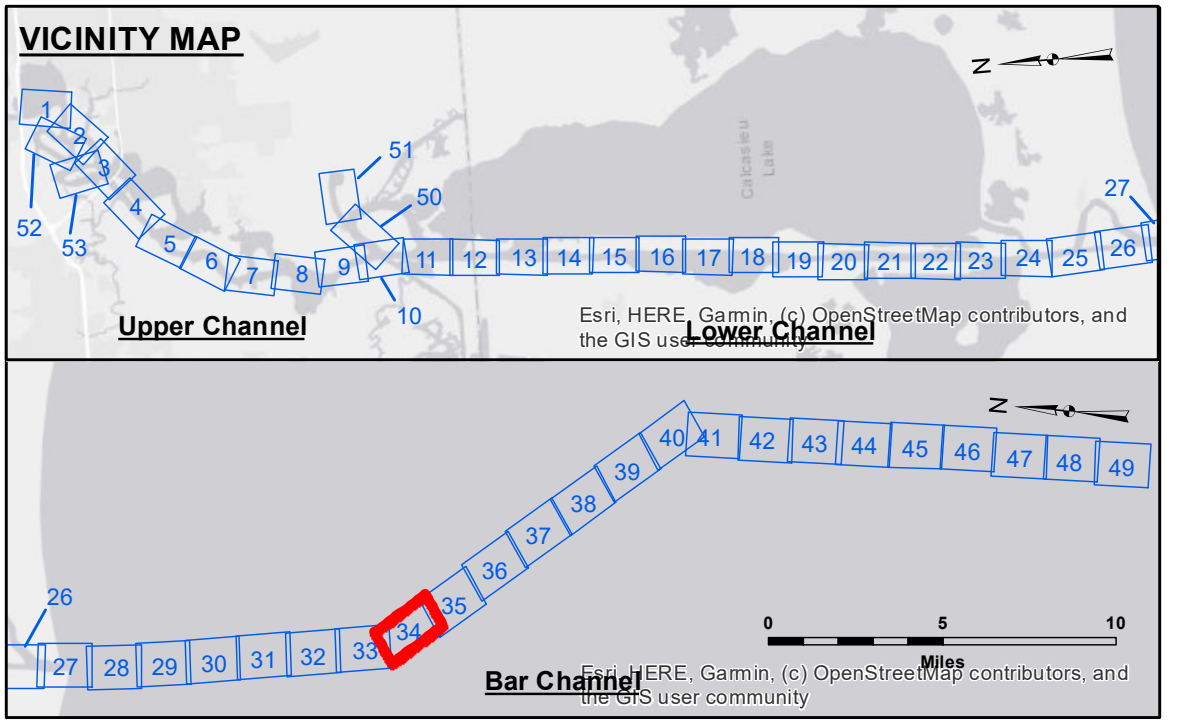 VICINITY MAP
N
1
2
3
52
53
4
5
6
7
8
9
10
51
50
11 12 13 14 15 16 17 18 19 20 21 22 23 24 25 26
27
Calcasieu
Lake
Upper Channel
Lower Channel
Esri, HERE, Garmin, (c) OpenStreetMap contributors, and
the GIS user community
N
26
27 28 29 30 31 32 33 34 35 36 37 38 39 40 41 42 43 44 45 46 47 48 49
0 5 10
Miles
Bar Channel
Esri, HERE, Garmin, (c) OpenStreetMap contributors, and
the GIS user community